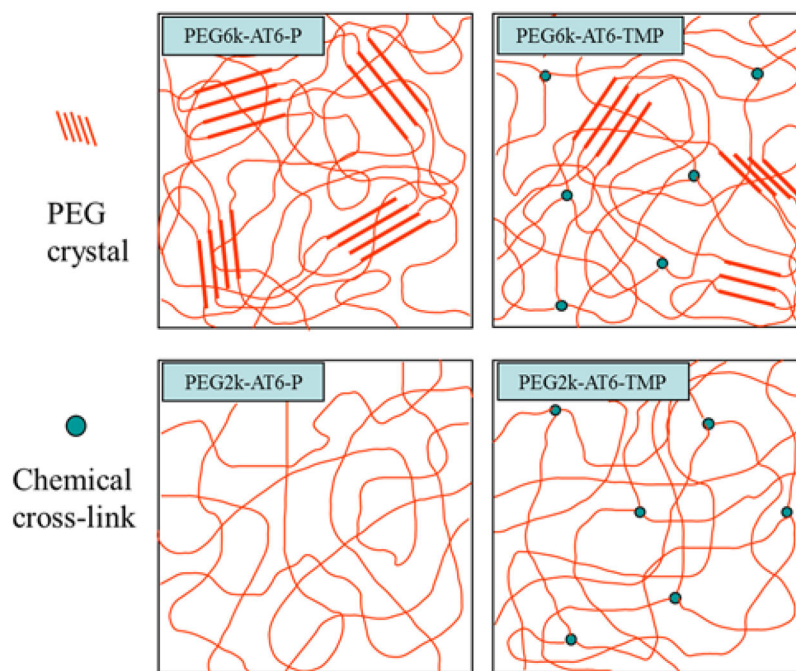 PEG6k-AT6-P
PEG6k-AT6-TMP
PEG
crystal
PEG2k-AT6-P
PEG2k-AT6-TMP
Chemical
cross-link